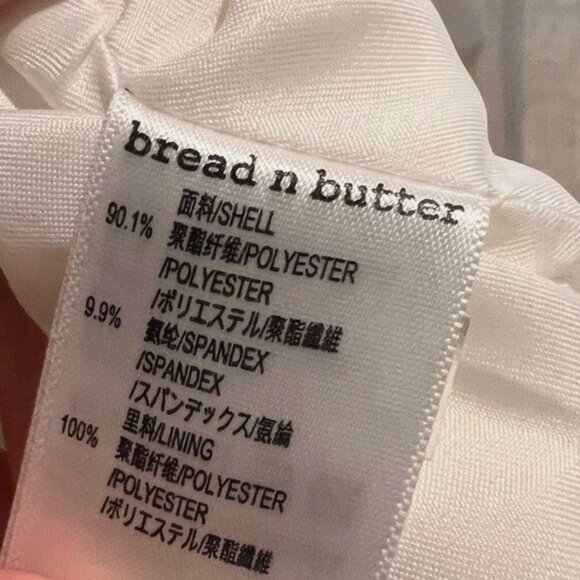 bread n butter
面料/SHELL
90.1% 聚酯纤维/POLYESTER
/POLYESTER
/ポリエステル/聚酯纖維
9.9% 氨纶/SPANDEX
/SPANDEX
/スパンデックス/氨綸
里料/LINING
100% 聚酯纤维/POLYESTER
/POLYESTER
/ポリエステル/聚酯纖維